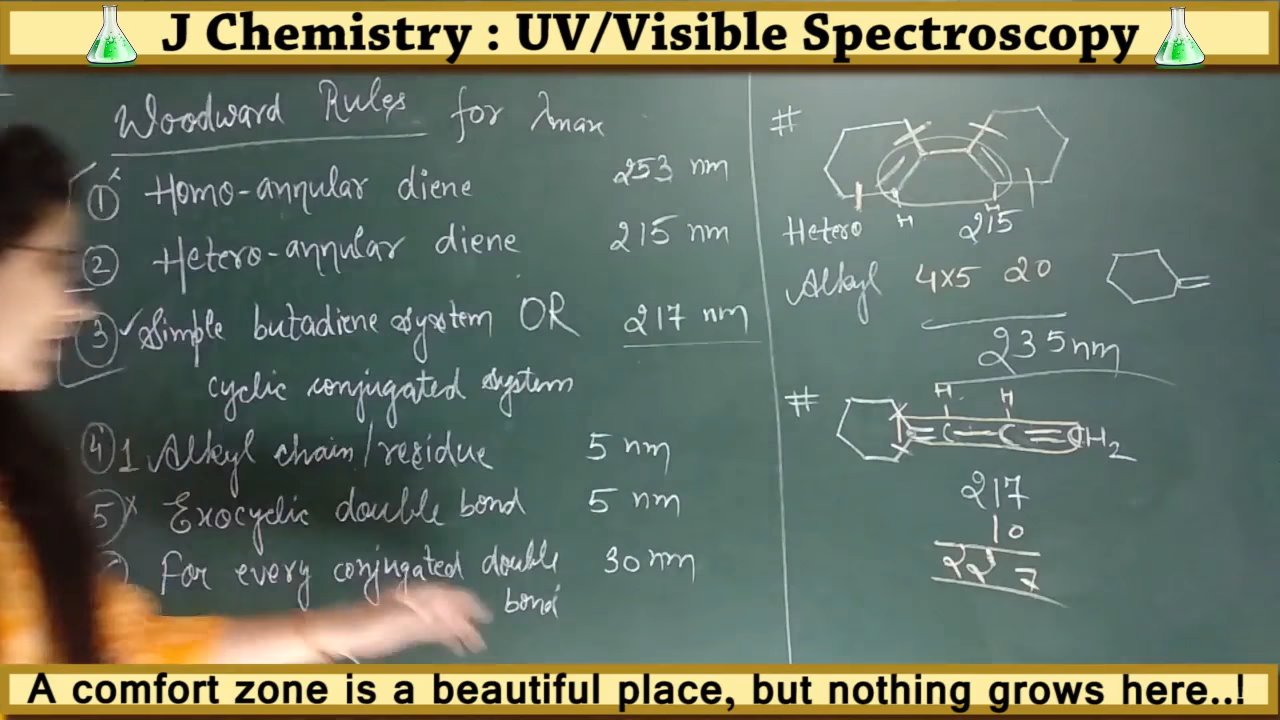 J Chemistry : UV/Visible Spectroscopy
Woodward Rules for λmax
① Homo-annular diene 253 nm
② Hetero-annular diene 215 nm
③ Simple butadiene system OR 217 nm
cyclic conjugated system
④ 1 Alkyl chain/residue 5 nm
5 Exocyclic double bond 5 nm
For every conjugated double 30 nm
bond
#
H H
Hetero 215
Alkyl 4x5 20
235nm
#
H H
=C—C=CH2
217
10
227
A comfort zone is a beautiful place, but nothing grows here..!